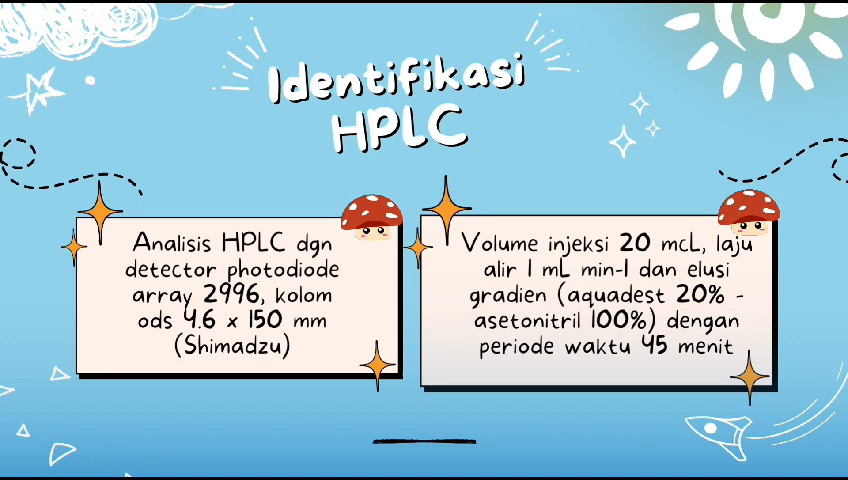 Identifikasi
HPLC
Analisis HPLC dgn
detector photodiode
array 2996, kolom
ods 4.6 x 150 mm
(Shimadzu)
Volume injeksi 20 mcL, laju
alir 1 mL min-1 dan elusi
gradien (aquadest 20% -
asetonitril 100%) dengan
periode waktu 45 menit